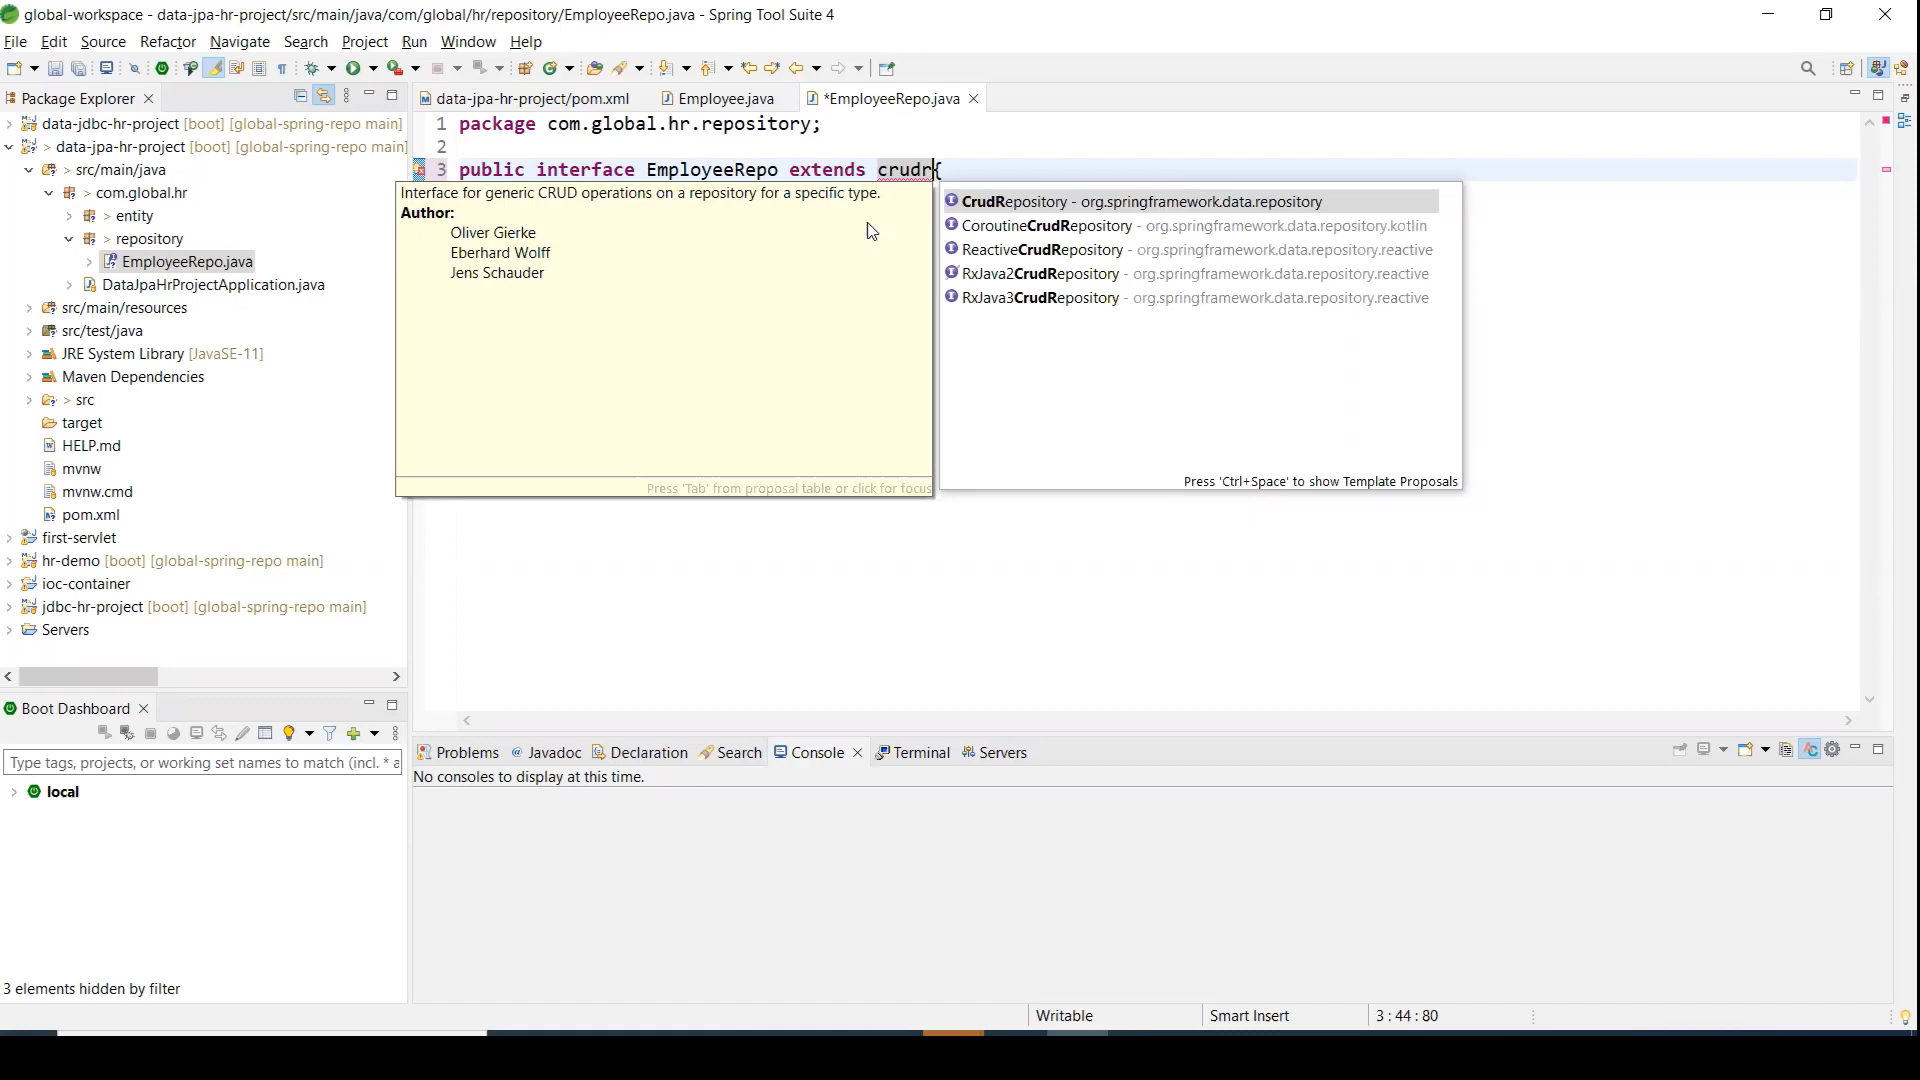 global-workspace - data-jpa-hr-project/src/main/java/com/global/hr/repository/EmployeeRepo.java - Spring Tool Suite 4
File Edit Source Refactor Navigate Search Project Run Window Help
Package Explorer
data-jpa-hr-project/pom.xml Employee.java *EmployeeRepo.java
data-jdbc-hr-project [boot] [global-spring-repo main]
> data-jpa-hr-project [boot] [global-spring-repo main]
> src/main/java
> com.global.hr
> entity
> repository
EmployeeRepo.java
DataJpaHrProjectApplication.java
src/main/resources
src/test/java
JRE System Library [JavaSE-11]
Maven Dependencies
> src
target
HELP.md
mvnw
mvnw.cmd
pom.xml
first-servlet
hr-demo [boot] [global-spring-repo main]
ioc-container
jdbc-hr-project [boot] [global-spring-repo main]
Servers
1 package com.global.hr.repository;
2
3 public interface EmployeeRepo extends crudr{
Interface for generic CRUD operations on a repository for a specific type.
Author:
Oliver Gierke
Eberhard Wolff
Jens Schauder
Press 'Tab' from proposal table or click for focus
CrudRepository - org.springframework.data.repository
CoroutineCrudRepository - org.springframework.data.repository.kotlin
ReactiveCrudRepository - org.springframework.data.repository.reactive
RxJava2CrudRepository - org.springframework.data.repository.reactive
RxJava3CrudRepository - org.springframework.data.repository.reactive
Press 'Ctrl+Space' to show Template Proposals
Boot Dashboard
Type tags, projects, or working set names to match (incl. * a
local
3 elements hidden by filter
Problems Javadoc Declaration Search Console Terminal Servers
No consoles to display at this time.
Writable Smart Insert 3 : 44 : 80